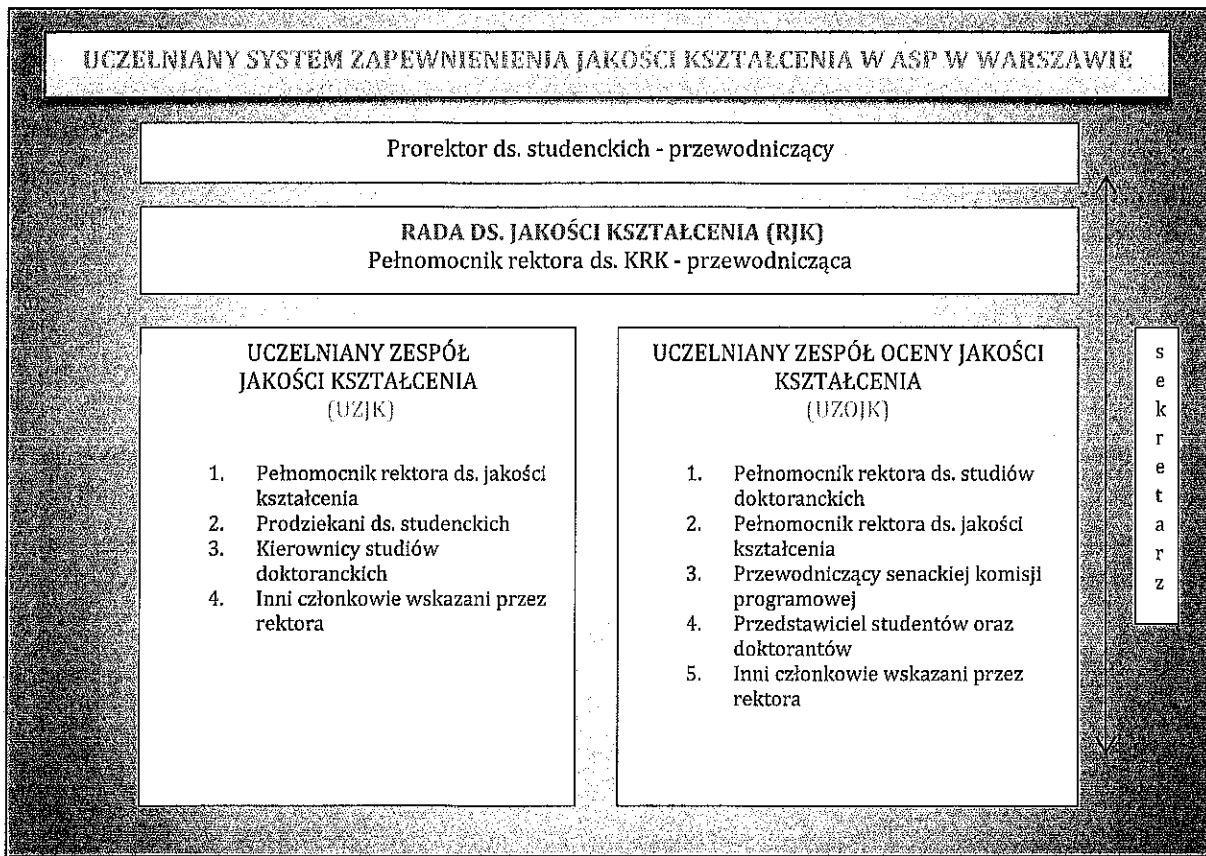 UCZELNIANY SYSTEM ZAPEWNIENIENIA JAKOŚCI KSZTAŁCENIA W ASP W WARSZAWIE
Prorektor ds. studenckich - przewodniczący
RADA DS. JAKOŚCI KSZTAŁCENIA (RJK)
Pełnomocnik rektora ds. KRK - przewodnicząca
UCZELNIANY ZESPÓŁ
JAKOŚCI KSZTAŁCENIA
(UZJK)
1. Pełnomocnik rektora ds. jakości
kształcenia
2. Prodziekani ds. studenckich
3. Kierownicy studiów
doktoranckich
4. Inni członkowie wskazani przez
rektora
UCZELNIANY ZESPÓŁ OCENY JAKOŚCI
KSZTAŁCENIA
(UZOJK)
1. Pełnomocnik rektora ds. studiów
doktoranckich
2. Pełnomocnik rektora ds. jakości
kształcenia
3. Przewodniczący senackiej komisji
programowej
4. Przedstawiciel studentów oraz
doktorantów
5. Inni członkowie wskazani przez
rektora
s
e
k
r
e
t
a
r
z